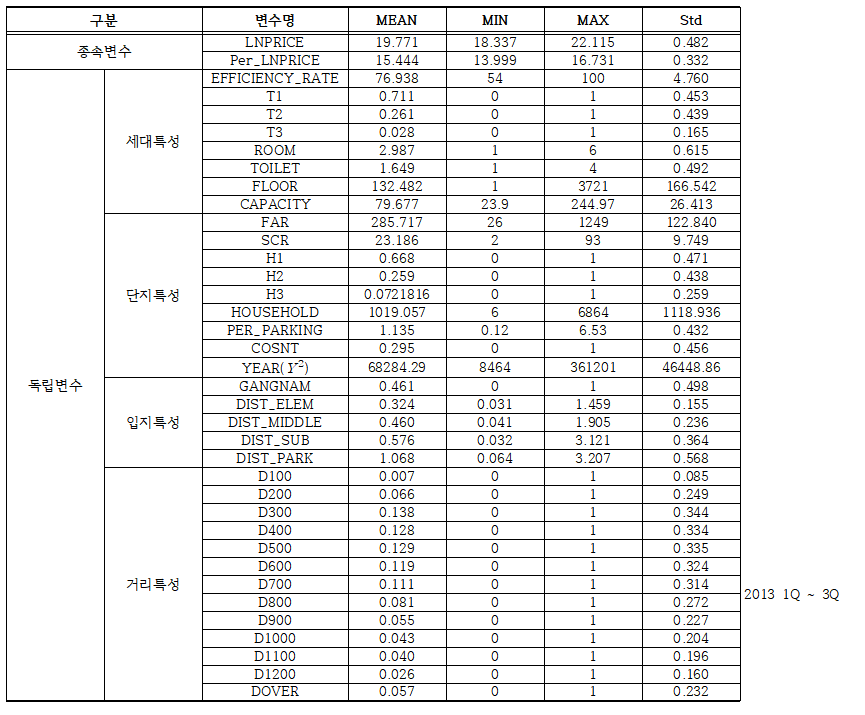 구분 변수명 MEAN MIN MAX Std
종속변수 LNPRICE 19.771 18.337 22.115 0.482
Per_LNPRICE 15.444 13.999 16.731 0.332
독립변수 세대특성 EFFICIENCY_RATE 76.938 54 100 4.760
T1 0.711 0 1 0.453
T2 0.261 0 1 0.439
T3 0.028 0 1 0.165
ROOM 2.987 1 6 0.615
TOILET 1.649 1 4 0.492
FLOOR 132.482 1 3721 166.542
CAPACITY 79.677 23.9 244.97 26.413
단지특성 FAR 285.717 26 1249 122.840
SCR 23.186 2 93 9.749
H1 0.668 0 1 0.471
H2 0.259 0 1 0.438
H3 0.0721816 0 1 0.259
HOUSEHOLD 1019.057 6 6864 1118.936
PER_PARKING 1.135 0.12 6.53 0.432
COSNT 0.295 0 1 0.456
YEAR(Y²) 68284.29 8464 361201 46448.86
입지특성 GANGNAM 0.461 0 1 0.498
DIST_ELEM 0.324 0.031 1.459 0.155
DIST_MIDDLE 0.460 0.041 1.905 0.236
DIST_SUB 0.576 0.032 3.121 0.364
DIST_PARK 1.068 0.064 3.207 0.568
거리특성 D100 0.007 0 1 0.085
D200 0.066 0 1 0.249
D300 0.138 0 1 0.344
D400 0.128 0 1 0.334
D500 0.129 0 1 0.335
D600 0.119 0 1 0.324
D700 0.111 0 1 0.314
D800 0.081 0 1 0.272
D900 0.055 0 1 0.227
D1000 0.043 0 1 0.204
D1100 0.040 0 1 0.196
D1200 0.026 0 1 0.160
DOVER 0.057 0 1 0.232
2013 1Q ~ 3Q